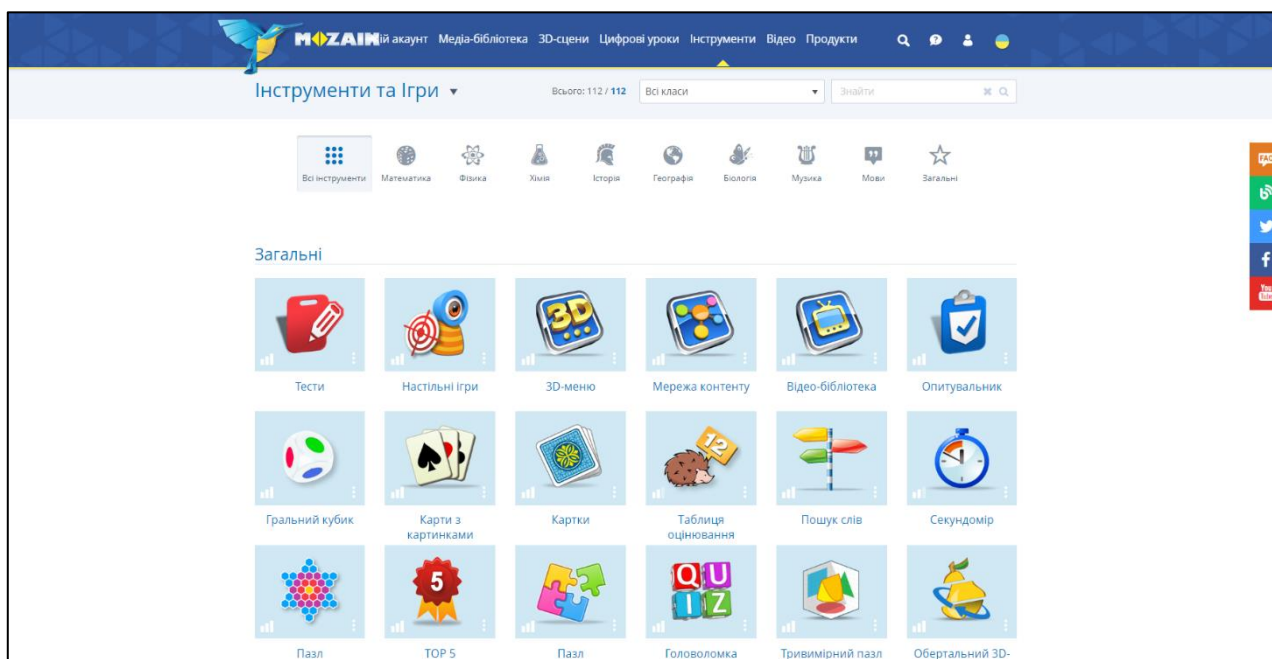 MOZAIK
ій акаунт Медіа-бібліотека 3D-сцени Цифрові уроки Інструменти Відео Продукти
Інструменти та Ігри
Всього: 112 / 112
Всі класи
Знайти
Всі інструменти Математика Фізика Хімія Історія Географія Біологія Музика Мови Загальні
FAQ
You
Tube
Загальні
3D
Тести Настільні ігри 3D-меню Мережа контенту Відео-бібліотека Опитувальник
12
Гральний кубик Карти з картинками Картки Таблиця оцінювання Пошук слів Секундомір
5
QUIZ
Пазл TOP 5 Пазл Головоломка Тривимірний пазл Обертальний 3D-